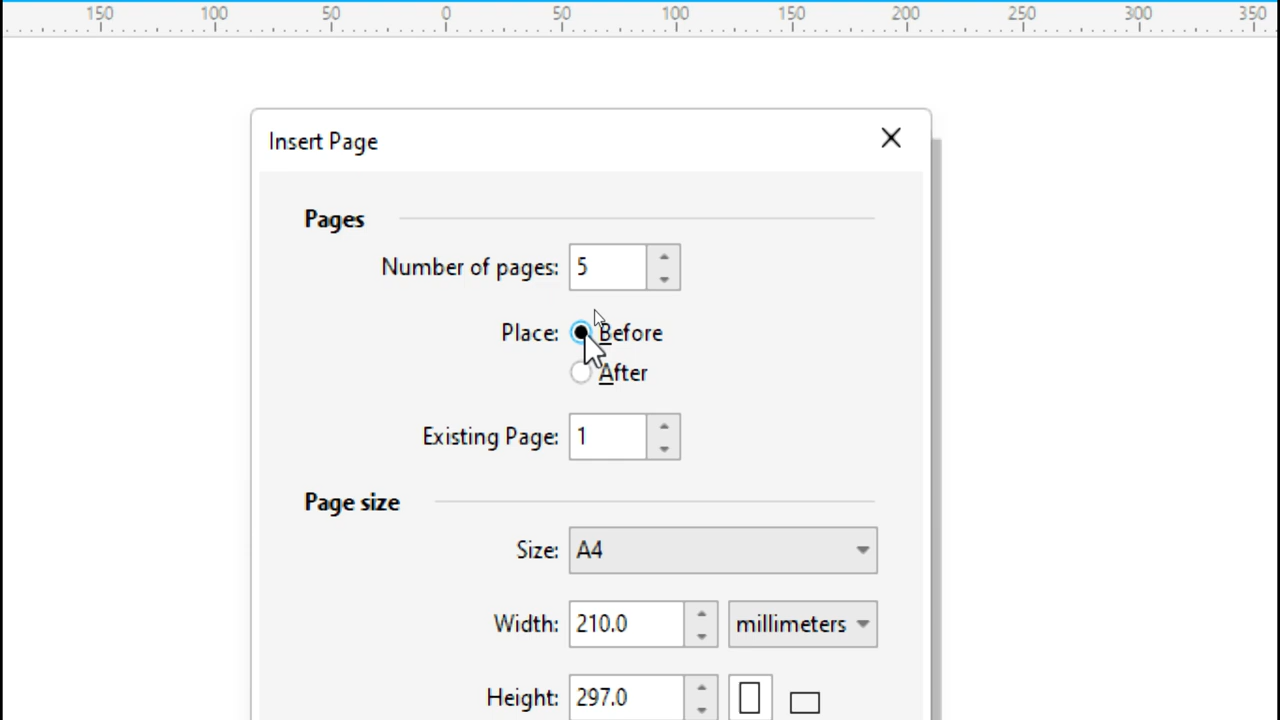 150 100 50 0 50 100 150 200 250 300 350
Insert Page
Pages
Number of pages: 5
Place: Before
After
Existing Page: 1
Page size
Size: A4
Width: 210.0 millimeters
Height: 297.0